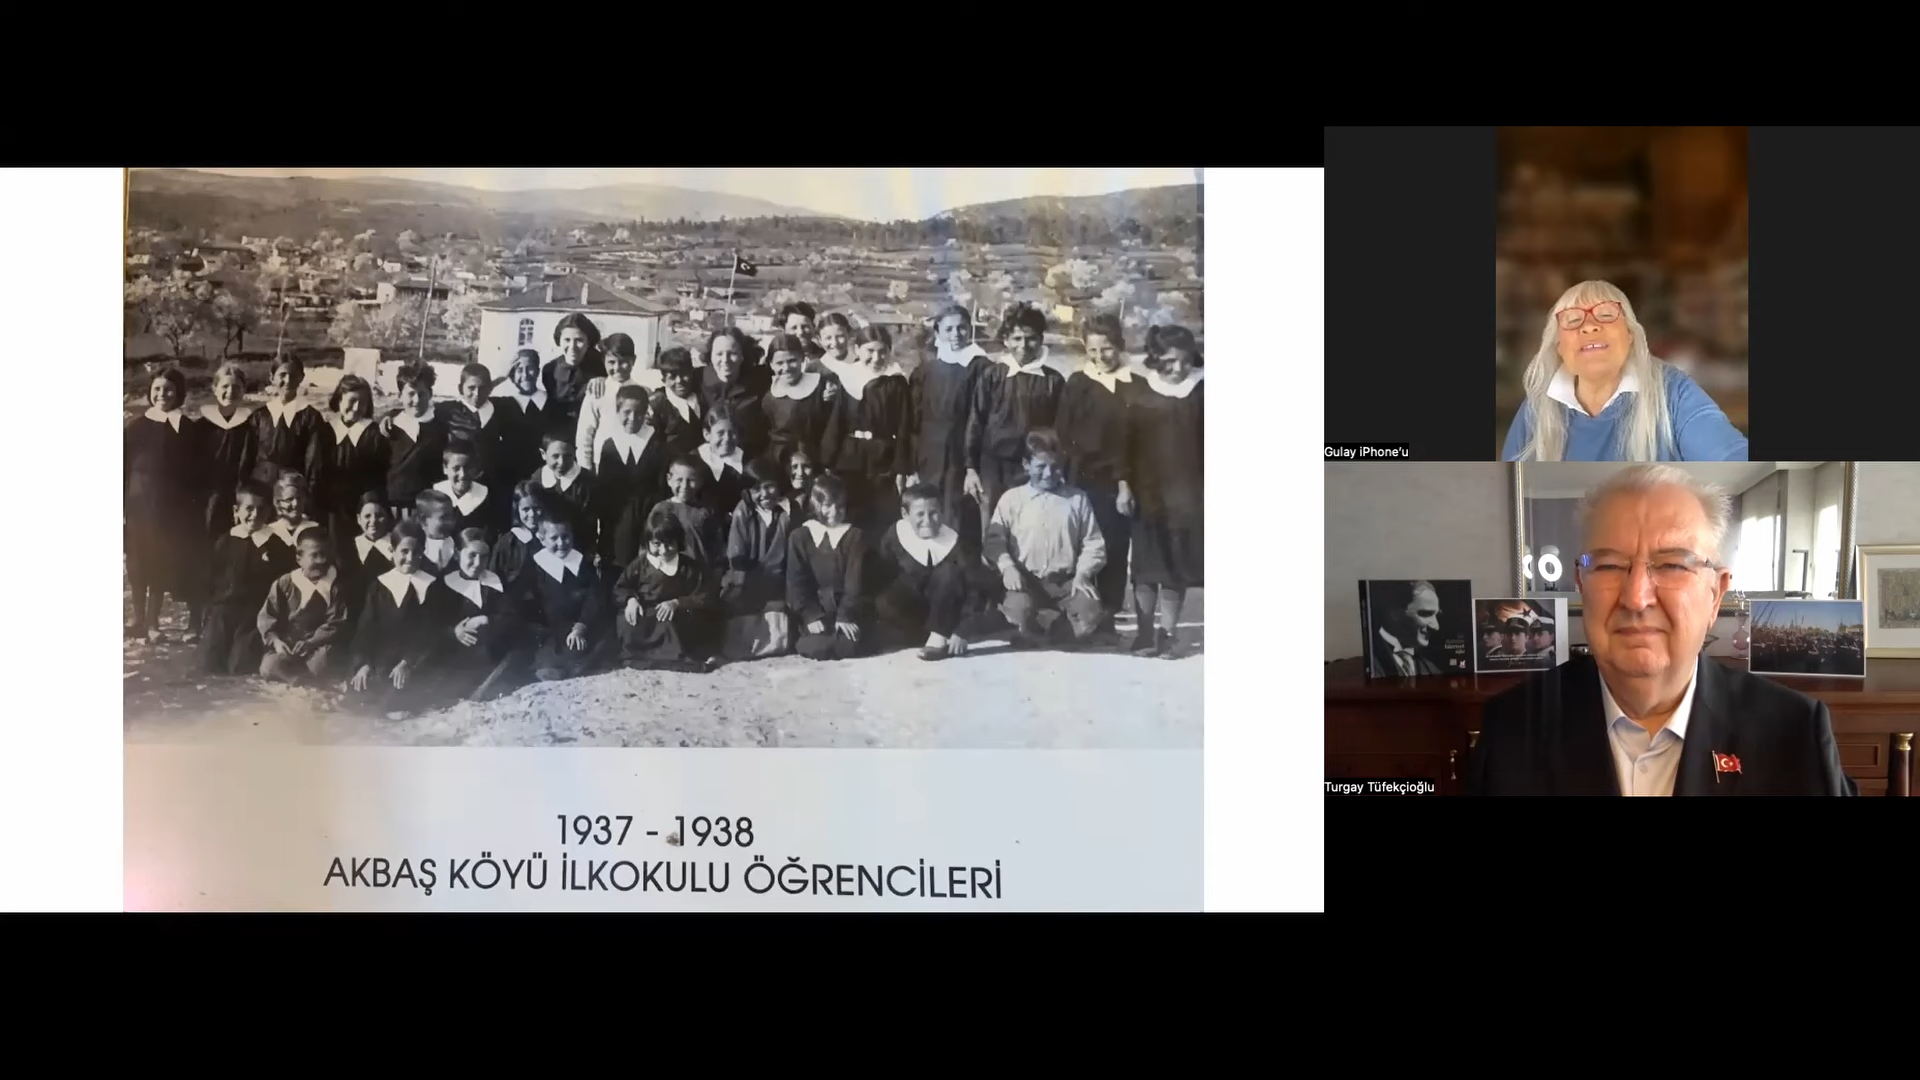 1937 - 1938
AKBAŞ KÖYÜ İLKOKULU ÖĞRENCİLERİ
Gulay iPhone'u
Turgay Tüfekçioğlu